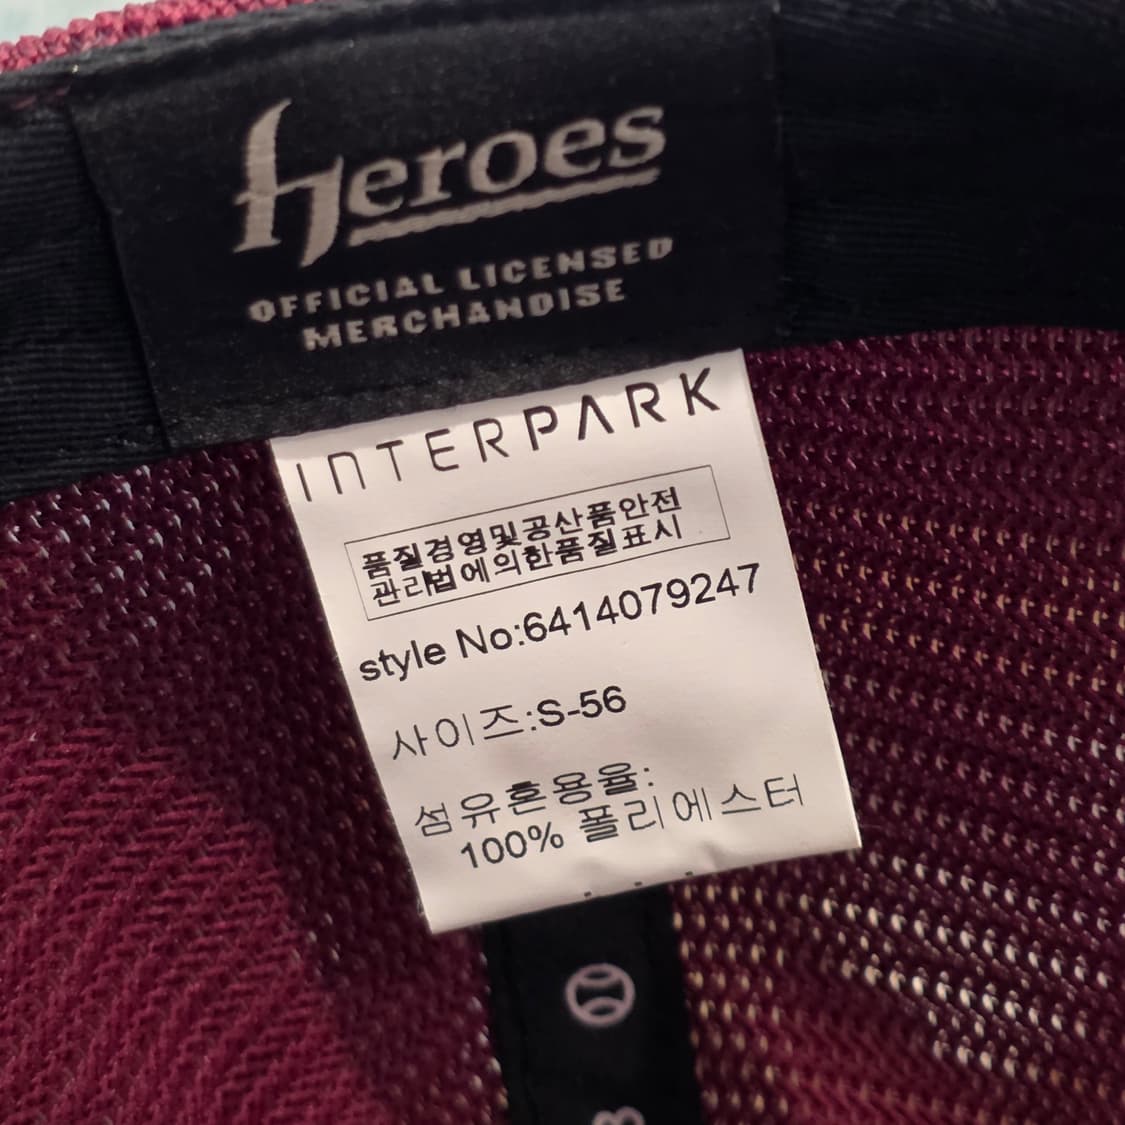 heroes
OFFICIAL LICENSED
MERCHANDISE
INTERPARK
품질경영및공산품안전
관리법에의한품질표시
style No:6414079247
사이즈:S-56
섬유혼용율:
100% 폴리에스터